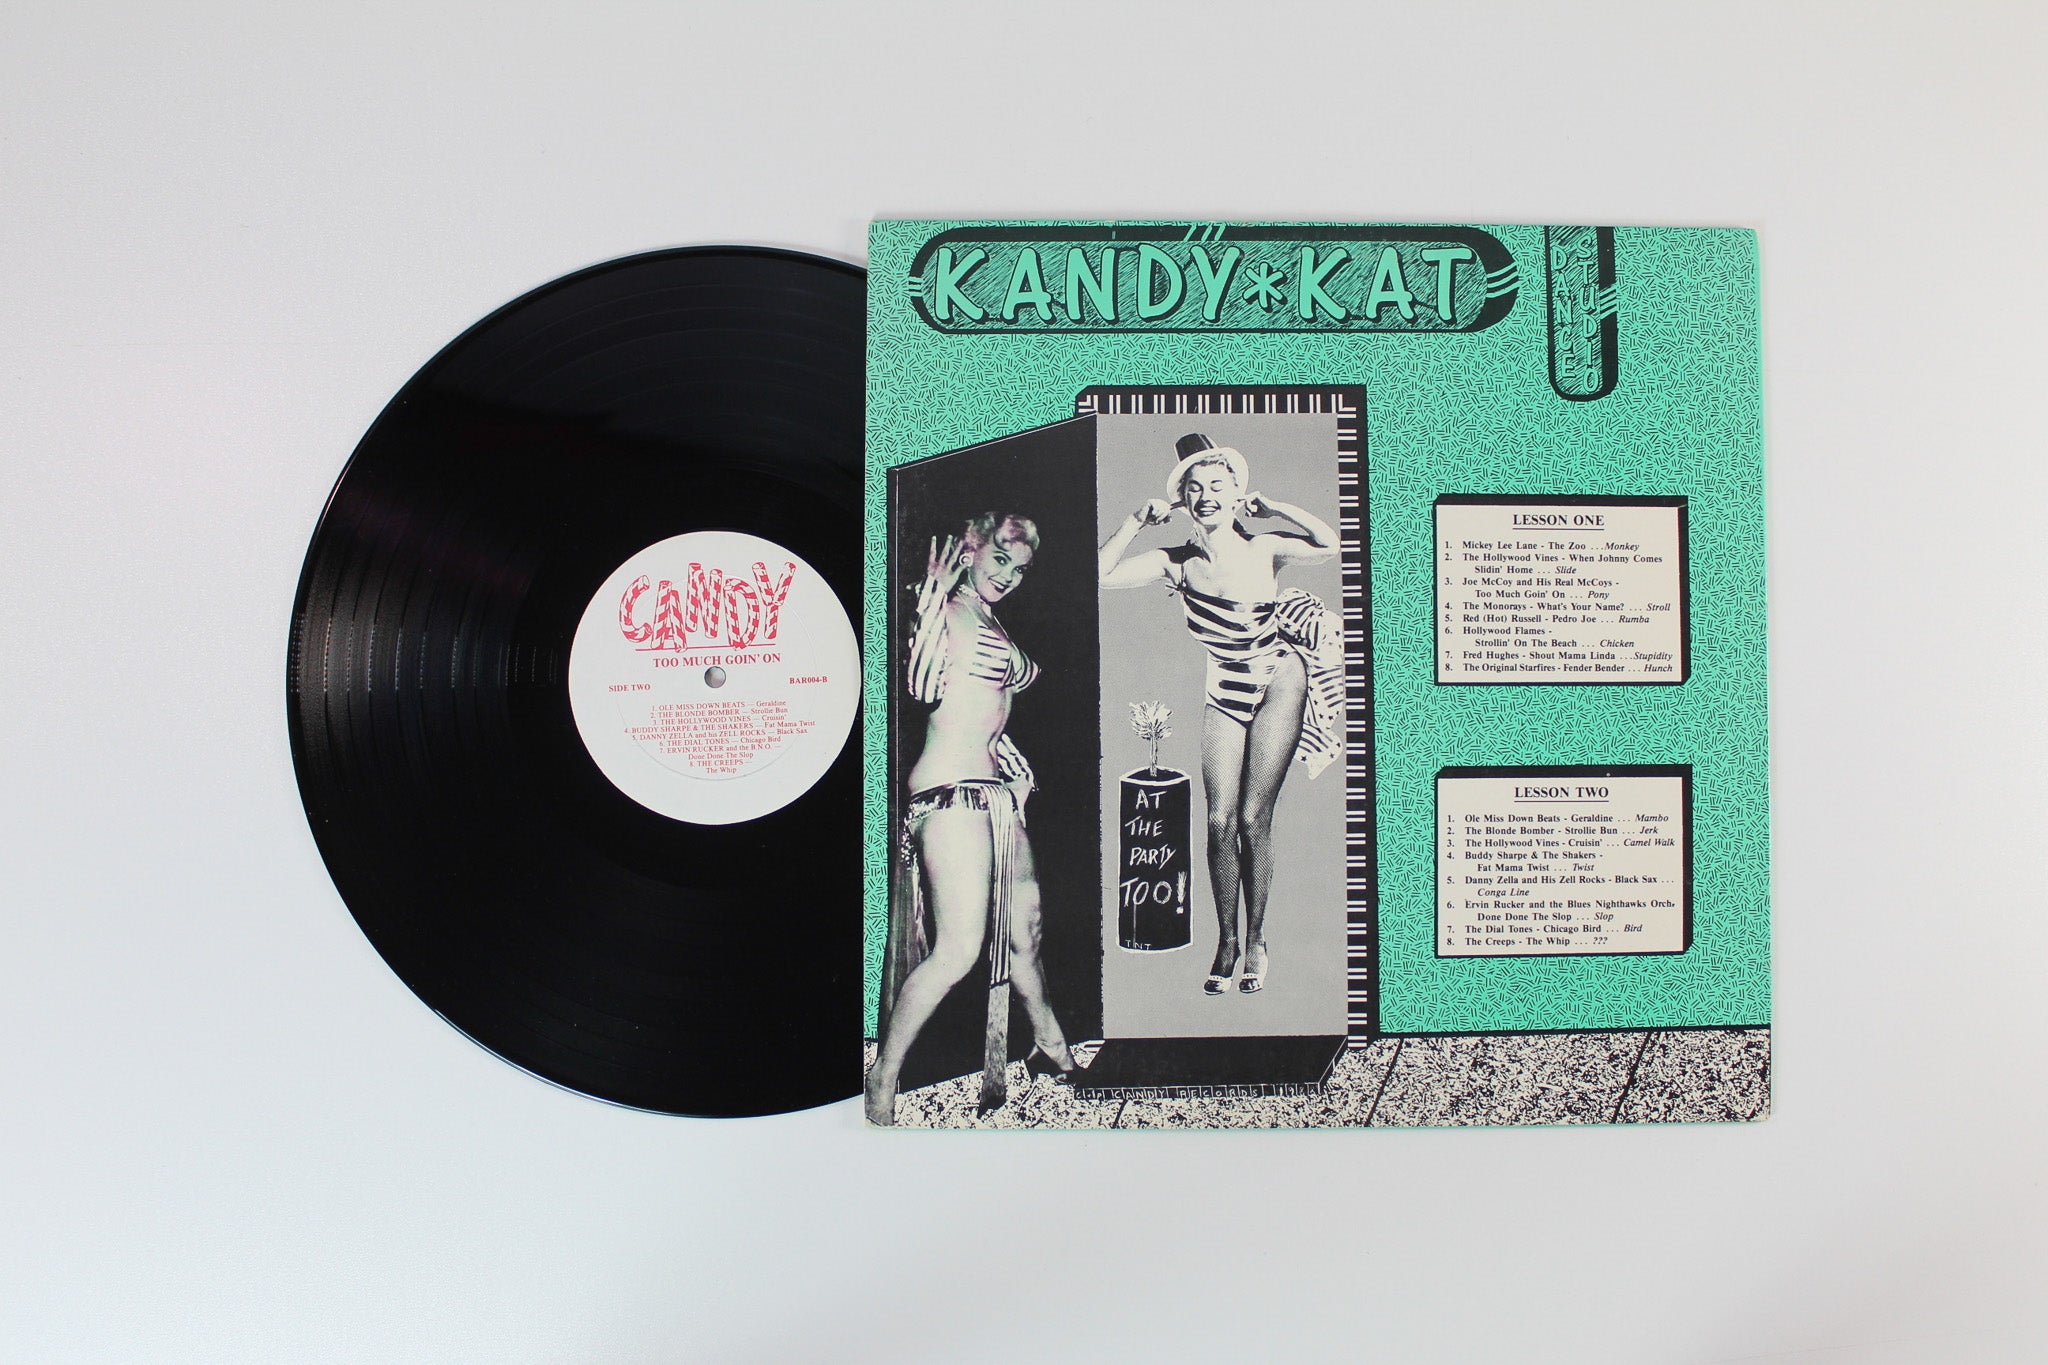 CANDY
TOO MUCH GOIN' ON
SIDE TWO
BAR004-B
1. OLE MISS DOWN BEATS — Geraldine
2. THE BLONDE BOMBER — Strollie Bun
3. THE HOLLYWOOD VINES — Cruisin'
4. BUDDY SHARPE & THE SHAKERS — Fat Mama Twist
5. DANNY ZELLA and his ZELL ROCKS — Black Sax
6. THE DIAL TONES — Chicago Bird
7. ERVIN RUCKER and the B.N.O. —
Done Done The Slop
8. THE CREEPS —
The Whip
KANDY*KAT
DANCE
STUDIO
AT
THE
PARTY
TOO!
TNT
CANDY RECORDS
LESSON ONE
1. Mickey Lee Lane - The Zoo ...Monkey
2. The Hollywood Vines - When Johnny Comes
Slidin' Home ... Slide
3. Joe McCoy and His Real McCoys -
Too Much Goin' On ... Pony
4. The Monorays - What's Your Name? ... Stroll
5. Red (Hot) Russell - Pedro Joe ... Rumba
6. Hollywood Flames -
Strollin' On The Beach ... Chicken
7. Fred Hughes - Shout Mama Linda ...Stupidity
8. The Original Starfires - Fender Bender ... Hunch
LESSON TWO
1. Ole Miss Down Beats - Geraldine ... Mambo
2. The Blonde Bomber - Strollie Bun ... Jerk
3. The Hollywood Vines - Cruisin' ... Camel Walk
4. Buddy Sharpe & The Shakers -
Fat Mama Twist ... Twist
5. Danny Zella and His Zell Rocks - Black Sax ...
Conga Line
6. Ervin Rucker and the Blues Nighthawks Orch.
Done Done The Slop ... Slop
7. The Dial Tones - Chicago Bird ... Bird
8. The Creeps - The Whip ... ???